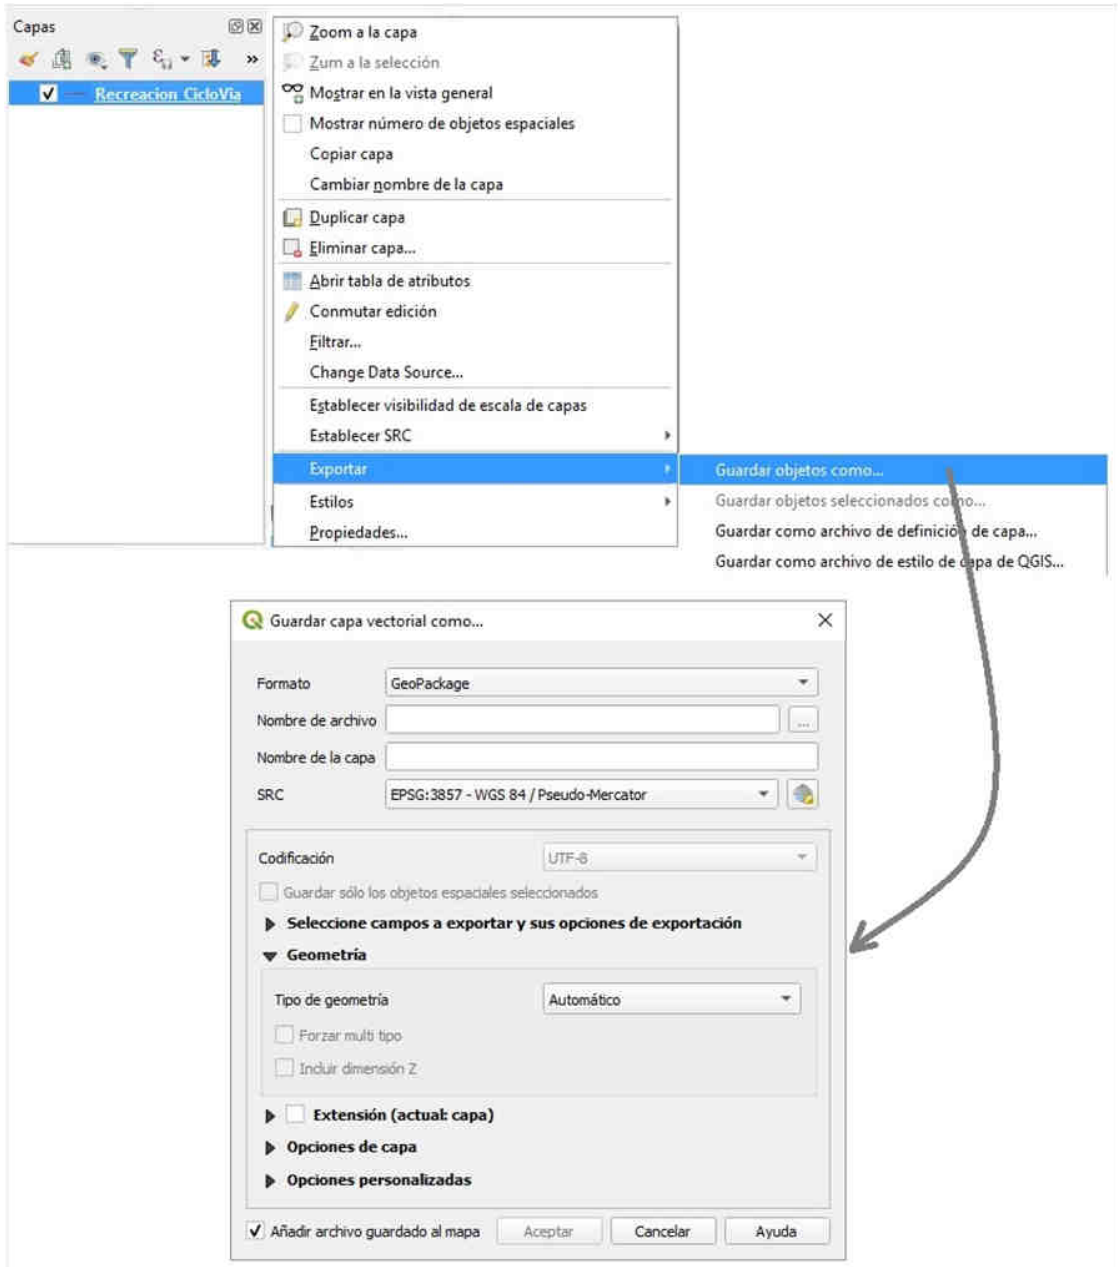 Capas
Zoom a la capa
Zum a la selección
Mostrar en la vista general
Mostrar número de objetos espaciales
Copiar capa
Cambiar nombre de la capa
Duplicar capa
Eliminar capa...
Abrir tabla de atributos
Conmutar edición
Filtrar...
Change Data Source...
Establecer visibilidad de escala de capas
Establecer SRC
Exportar
Estilos
Propiedades...
Recreacion_CicloVia
Guardar objetos como...
Guardar objetos seleccionados como...
Guardar como archivo de definición de capa...
Guardar como archivo de estilo de capa de QGIS...
Guardar capa vectorial como...
Formato GeoPackage
Nombre de archivo ...
Nombre de la capa
SRC EPSG:3857 - WGS 84 / Pseudo-Mercator
Codificación UTF-8
Guardar sólo los objetos espaciales seleccionados
Seleccione campos a exportar y sus opciones de exportación
Geometría
Tipo de geometría Automático
Forzar multi tipo
Incluir dimensión Z
Extensión (actual: capa)
Opciones de capa
Opciones personalizadas
Añadir archivo guardado al mapa Aceptar Cancelar Ayuda